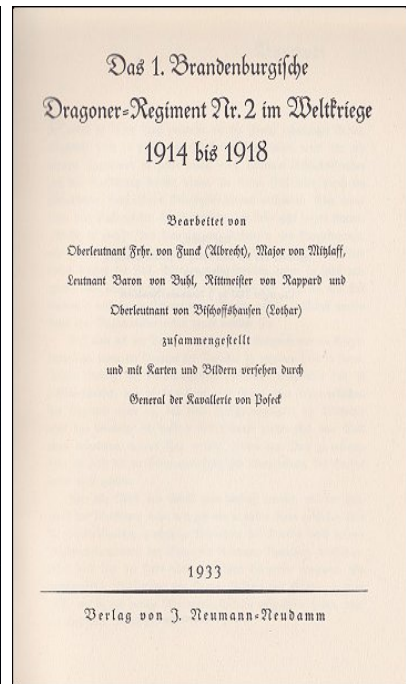 Das 1. Brandenburgische
Dragoner-Regiment Nr. 2 im Weltkriege
1914 bis 1918
Bearbeitet von
Oberleutnant Frhr. von Funck (Albrecht), Major von Mitzlaff,
Leutnant Baron von Buhl, Rittmeister von Rappard und
Oberleutnant von Bischoffshausen (Lothar)
zusammengestellt
und mit Karten und Bildern versehen durch
General der Kavallerie von Poseck
1933
Verlag von J. Neumann-Neudamm